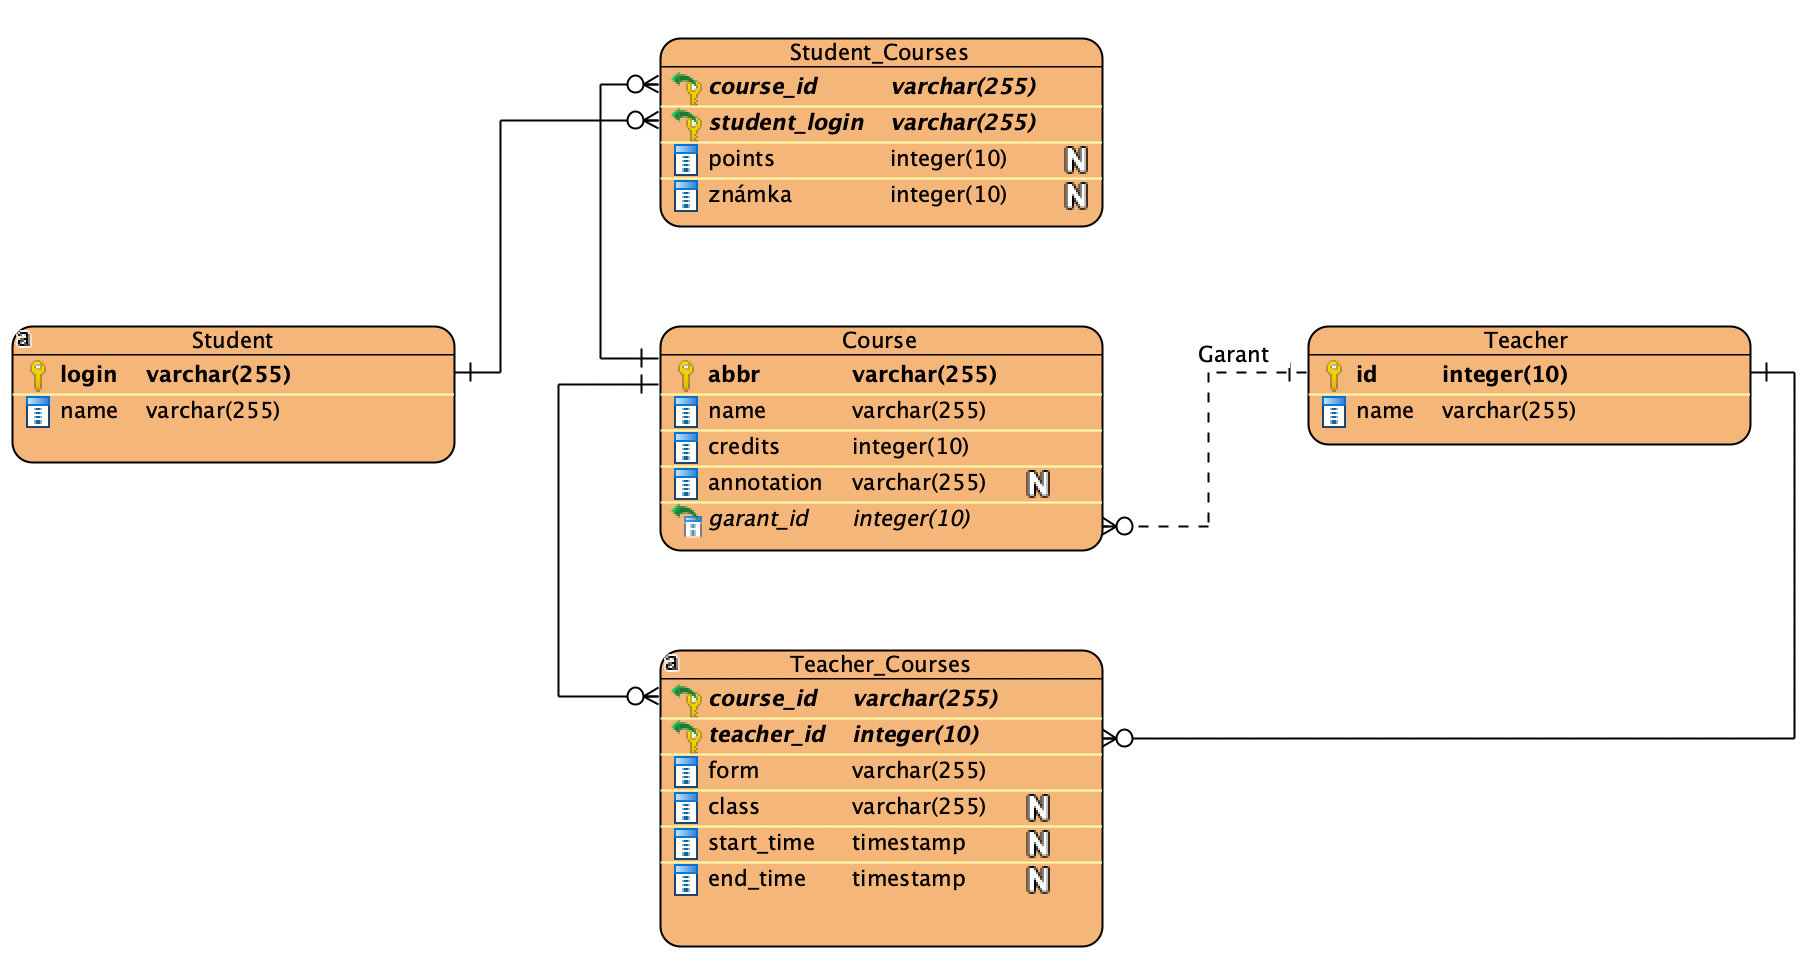 Student_Courses
course_id varchar(255)
student_login varchar(255)
points integer(10) N
známka integer(10) N
a Student
login varchar(255)
name varchar(255)
Course
abbr varchar(255)
name varchar(255)
credits integer(10)
annotation varchar(255) N
garant_id integer(10)
Garant
Teacher
id integer(10)
name varchar(255)
a Teacher_Courses
course_id varchar(255)
teacher_id integer(10)
form varchar(255)
class varchar(255) N
start_time timestamp N
end_time timestamp N